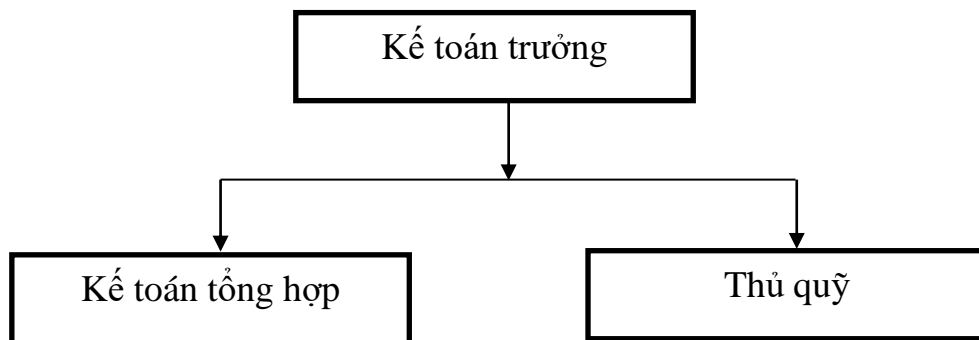 Kế toán trưởng
Kế toán tổng hợp
Thủ quỹ